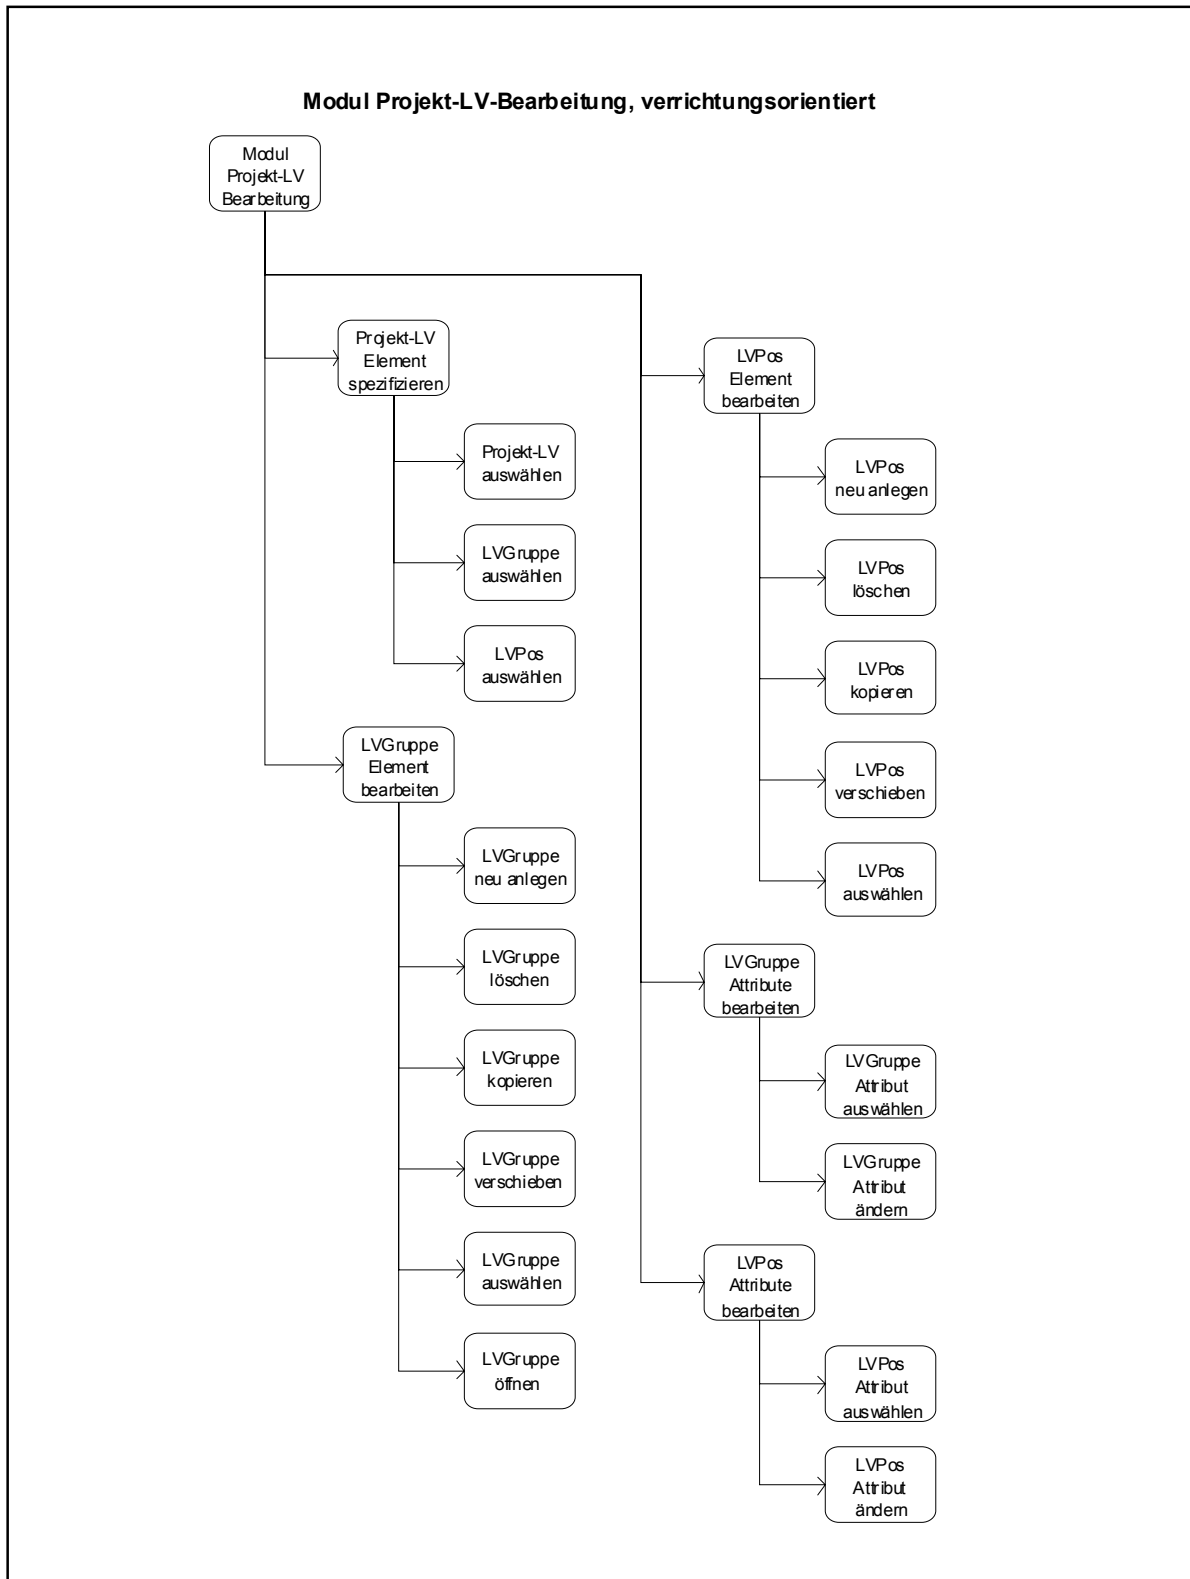 Modul Projekt-LV-Bearbeitung, verrichtungsorientiert
Modul
Projekt-LV
Bearbeitung
Projekt-LV
Element
spezifizieren
Projekt-LV
auswählen
LVGruppe
auswählen
LVPos
auswählen
LVGruppe
Element
bearbeiten
LVGruppe
neu anlegen
LVGruppe
löschen
LVGruppe
kopieren
LVGruppe
verschieben
LVGruppe
auswählen
LVGruppe
öffnen
LVPos
Element
bearbeiten
LVPos
neu anlegen
LVPos
löschen
LVPos
kopieren
LVPos
verschieben
LVPos
auswählen
LVGruppe
Attribute
bearbeiten
LVGruppe
Attribut
auswählen
LVGruppe
Attribut
ändern
LVPos
Attribute
bearbeiten
LVPos
Attribut
auswählen
LVPos
Attribut
ändern